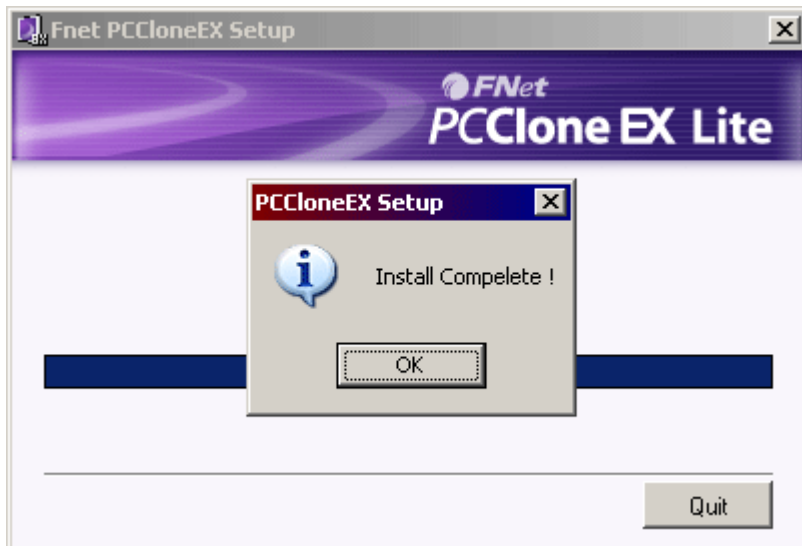 Fnet PCCloneEX Setup
FNet
PCClone EX Lite
PCCloneEX Setup
Install Compelete !
OK
Quit